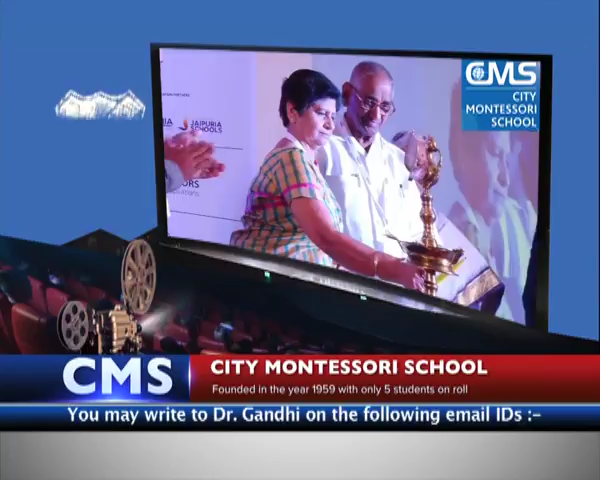 CMS
CITY
MONTESSORI
SCHOOL
JAIPURIA
SCHOOLS
CMS
CITY MONTESSORI SCHOOL
Founded in the year 1959 with only 5 students on roll
You may write to Dr. Gandhi on the following email IDs :-